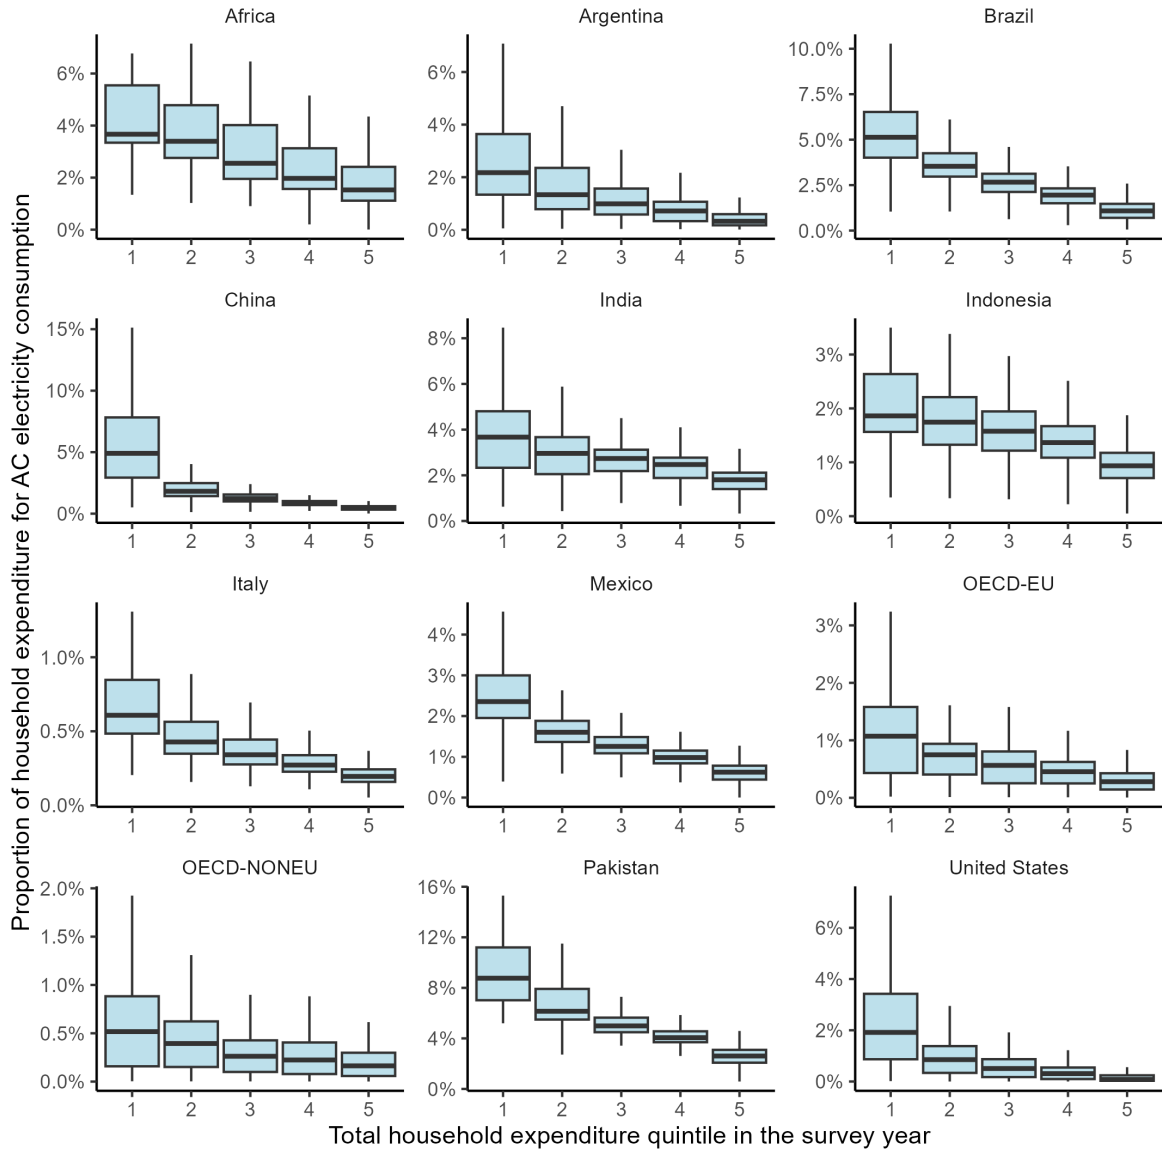 Proportion of household expenditure for AC electricity consumption
Africa
6%
4%
2%
0%
1 2 3 4 5
Argentina
6%
4%
2%
0%
1 2 3 4 5
Brazil
10.0%
7.5%
5.0%
2.5%
0.0%
1 2 3 4 5
China
15%
10%
5%
0%
1 2 3 4 5
India
8%
6%
4%
2%
0%
1 2 3 4 5
Indonesia
3%
2%
1%
0%
1 2 3 4 5
Italy
1.0%
0.5%
0.0%
1 2 3 4 5
Mexico
4%
3%
2%
1%
0%
1 2 3 4 5
OECD-EU
3%
2%
1%
0%
1 2 3 4 5
OECD-NONEU
2.0%
1.5%
1.0%
0.5%
0.0%
1 2 3 4 5
Pakistan
16%
12%
8%
4%
0%
1 2 3 4 5
United States
6%
4%
2%
0%
1 2 3 4 5
Total household expenditure quintile in the survey year